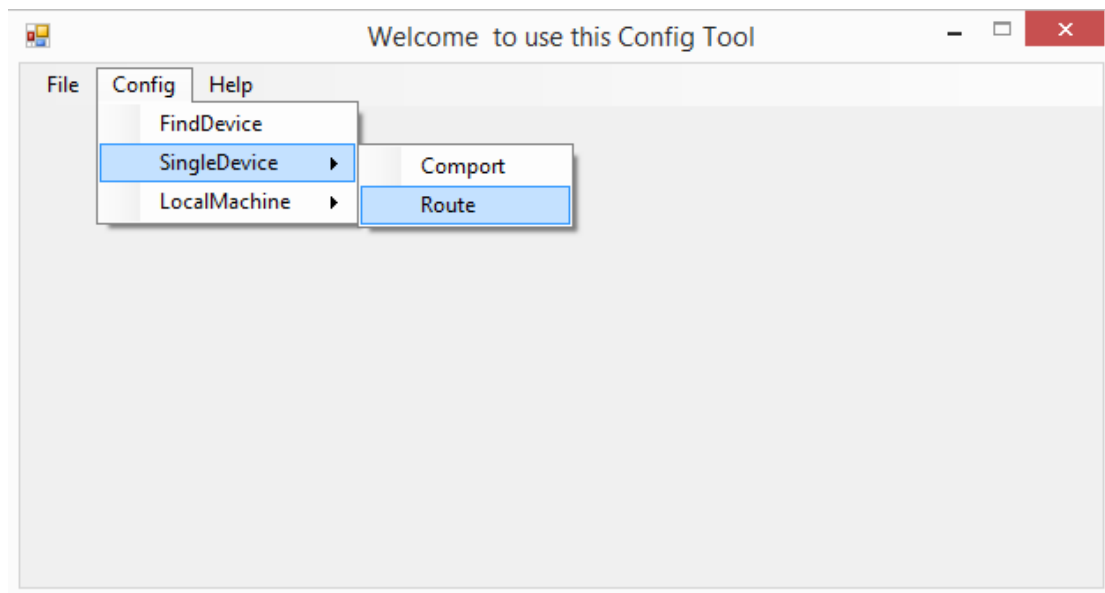 Welcome  to use this Config Tool
File Config Help
FindDevice
SingleDevice
Comport
LocalMachine
Route